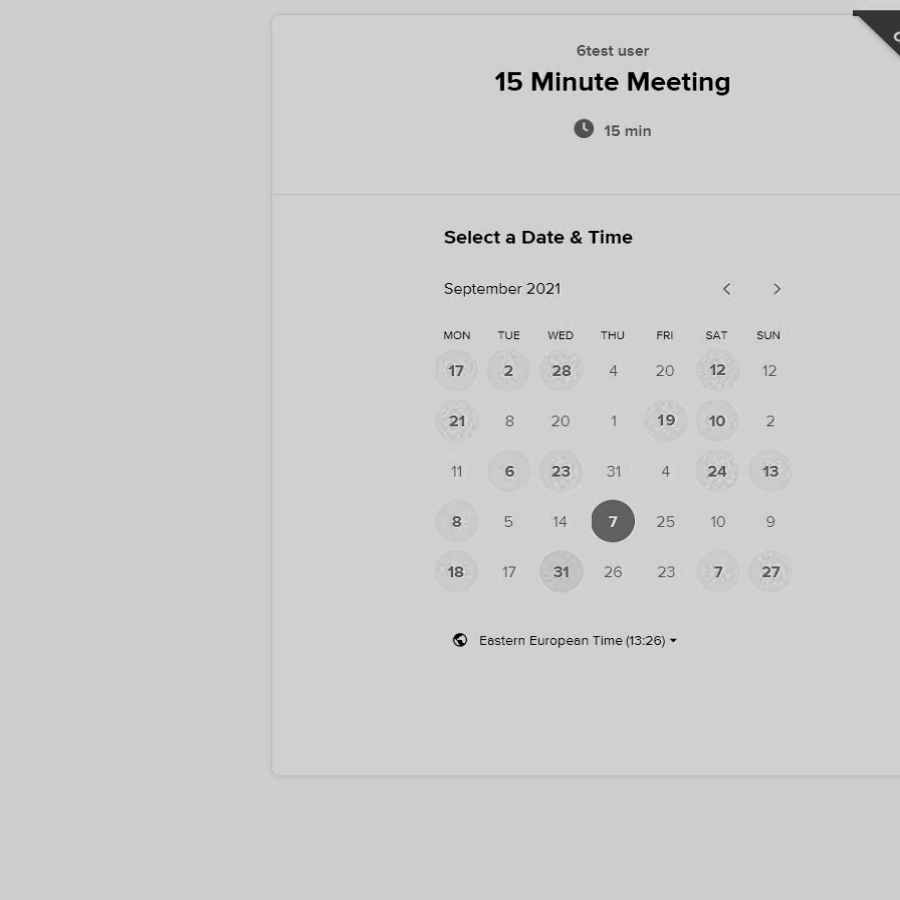 6test user
15 Minute Meeting
15 min
Select a Date & Time
September 2021
MON TUE WED THU FRI SAT SUN
17 2 28 4 20 12 12
21 8 20 1 19 10 2
11 6 23 31 4 24 13
8 5 14 7 25 10 9
18 17 31 26 23 7 27
Eastern European Time (13:26)